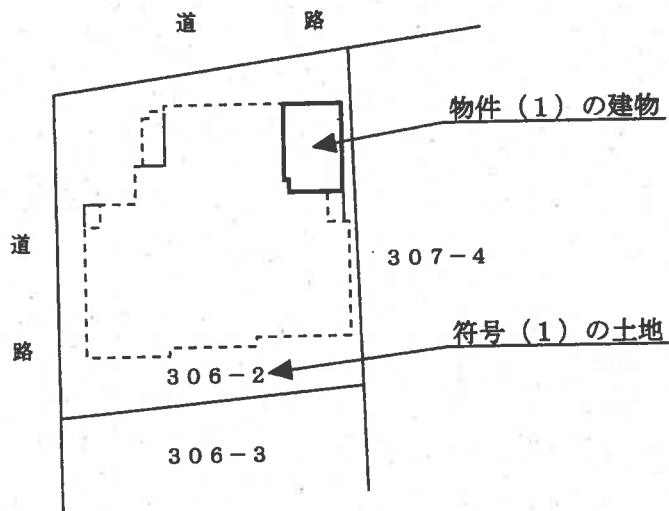 道　　　路
物件（１）の建物
道
路
３０７－４
符号（１）の土地
３０６－２
３０６－３